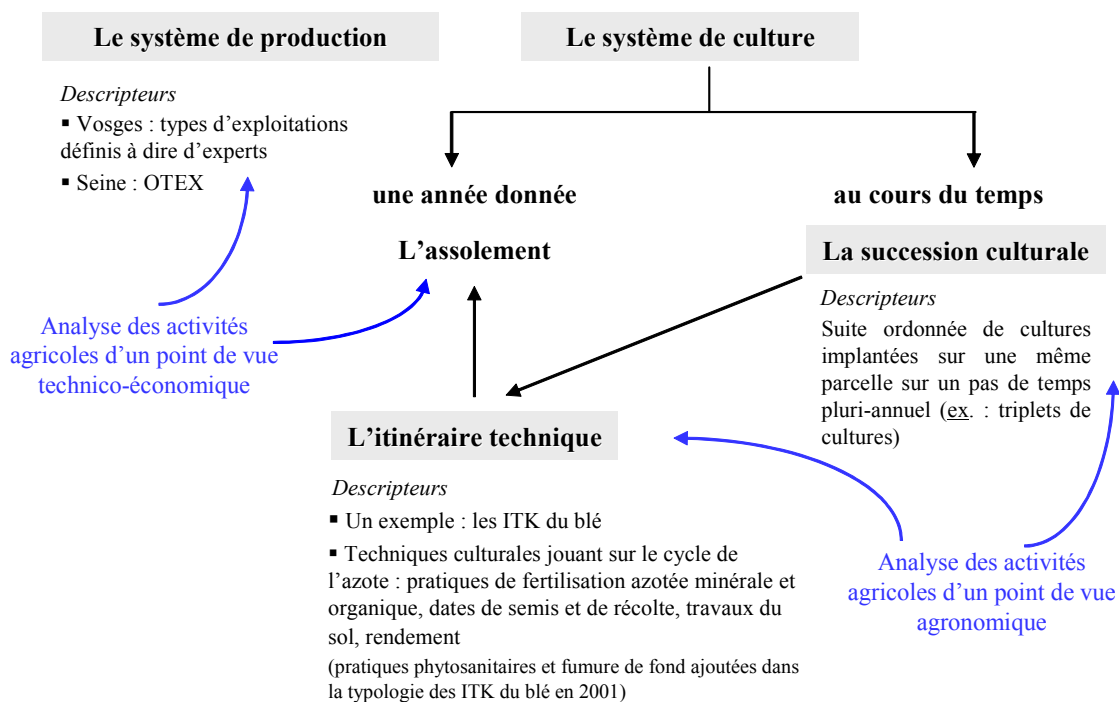 Le système de production
Le système de culture
Descripteurs
▪ Vosges : types d'exploitations
définis à dire d'experts
▪ Seine : OTEX
une année donnée
au cours du temps
L'assolement
La succession culturale
Descripteurs
Suite ordonnée de cultures
implantées sur une même
parcelle sur un pas de temps
pluri-annuel (ex. : triplets de
cultures)
Analyse des activités
agricoles d'un point de vue
technico-économique
L'itinéraire technique
Descripteurs
▪ Un exemple : les ITK du blé
▪ Techniques culturales jouant sur le cycle de
l'azote : pratiques de fertilisation azotée minérale et
organique, dates de semis et de récolte, travaux du
sol, rendement
(pratiques phytosanitaires et fumure de fond ajoutées dans
la typologie des ITK du blé en 2001)
Analyse des activités
agricoles d'un point de vue
agronomique